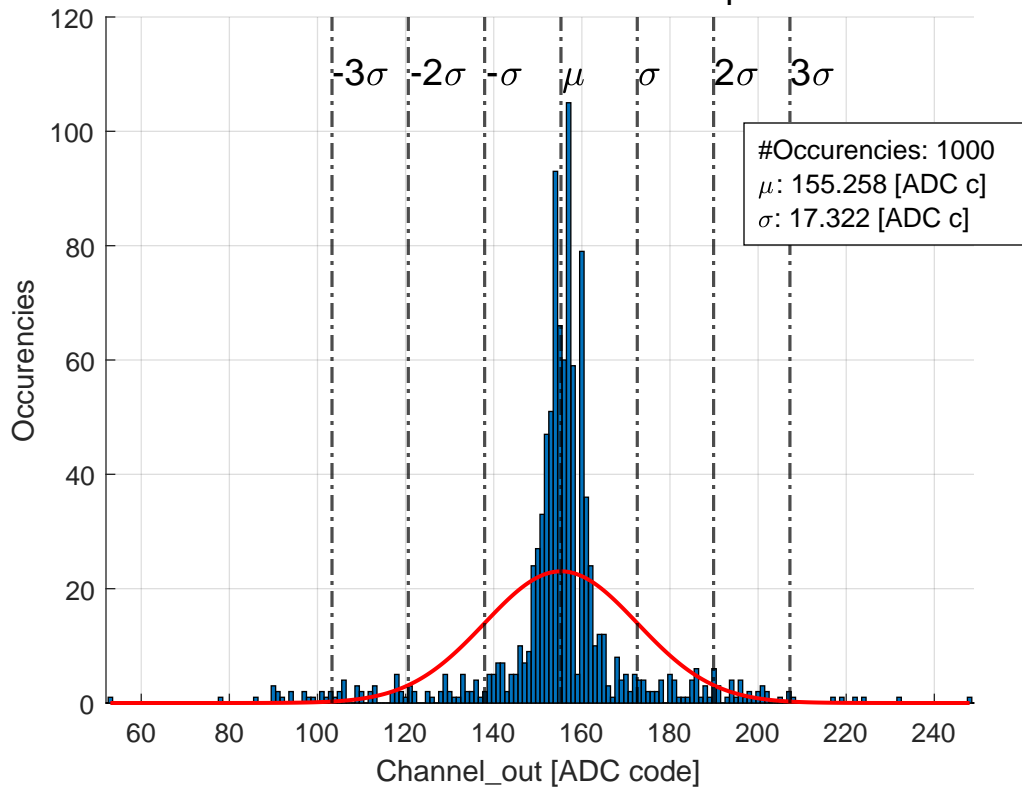 120
100
80
60
40
20
0
-3σ
-2σ
-σ
μ
σ
2σ
3σ
#Occurencies: 1000
μ: 155.258 [ADC c]
σ: 17.322 [ADC c]
Occurencies
60 80 100 120 140 160 180 200 220 240
Channel_out [ADC code]